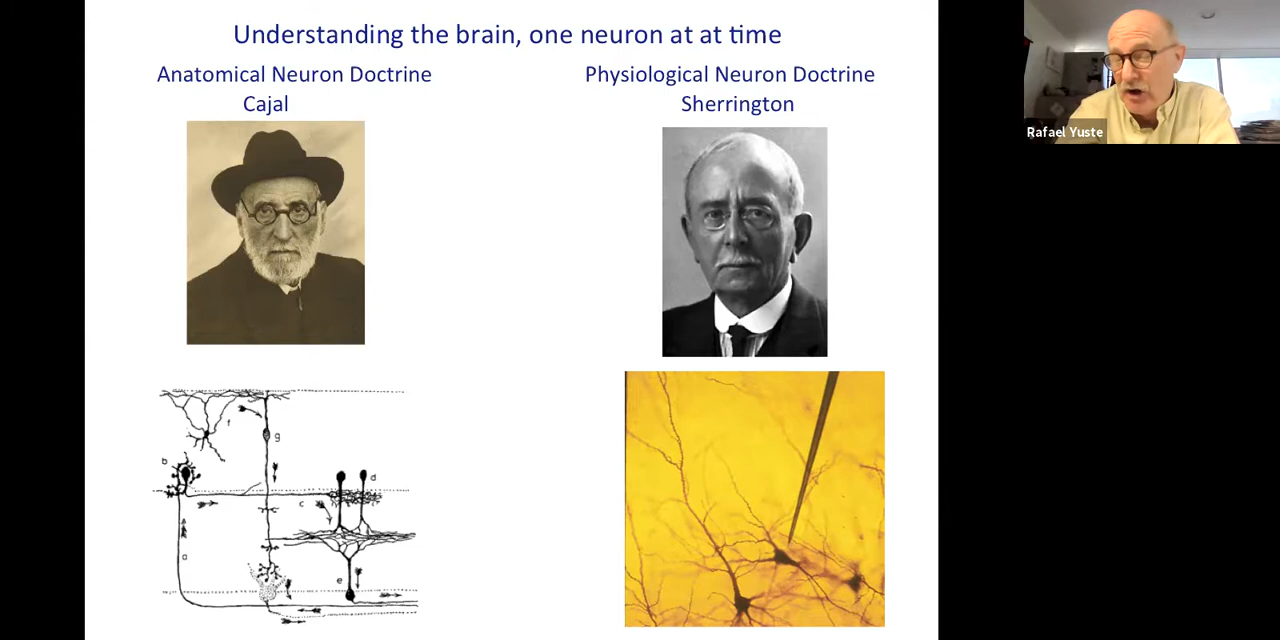 Understanding the brain, one neuron at at time
Anatomical Neuron Doctrine
Cajal
Physiological Neuron Doctrine
Sherrington
Rafael Yuste
f
g
b
d
c
a
e